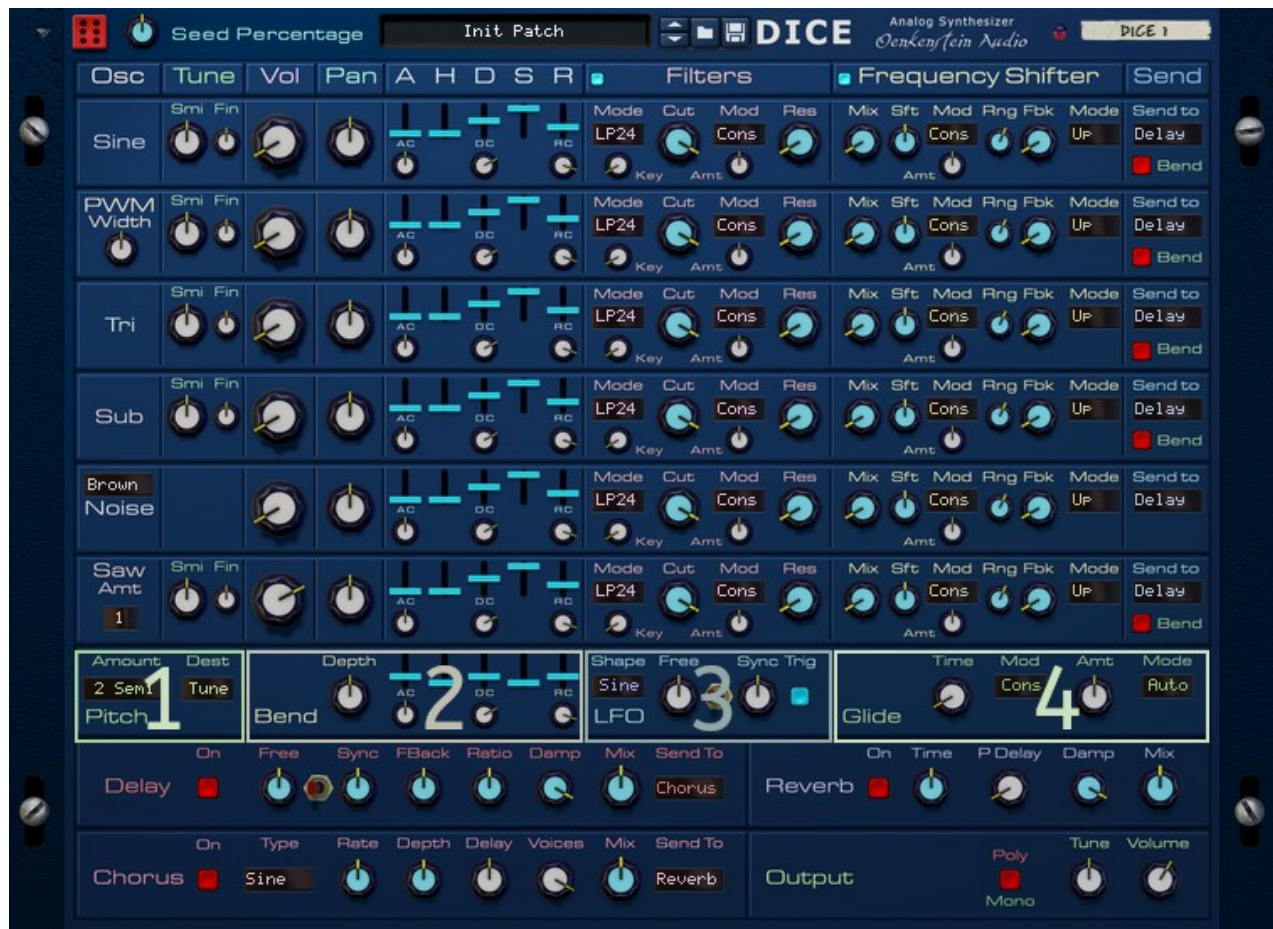 Seed Percentage Init Patch DICE Analog Synthesizer Oenkenstein Audio DICE 1
Osc Tune Vol Pan A H D S R Filters Frequency Shifter Send
Smi Fin Mode Cut Mod Res Mix Sft Mod Rng Fbk Mode Send to
Sine LP24 Cons Cons Up Delay
AC DC RC Key Amt Amt Bend
PWM Smi Fin Mode Cut Mod Res Mix Sft Mod Rng Fbk Mode Send to
Width LP24 Cons Cons Up Delay
AC DC RC Key Amt Amt Bend
Smi Fin Mode Cut Mod Res Mix Sft Mod Rng Fbk Mode Send to
Tri LP24 Cons Cons Up Delay
AC DC RC Key Amt Amt Bend
Smi Fin Mode Cut Mod Res Mix Sft Mod Rng Fbk Mode Send to
Sub LP24 Cons Cons Up Delay
AC DC RC Key Amt Amt Bend
Brown Mode Cut Mod Res Mix Sft Mod Rng Fbk Mode Send to
Noise LP24 Cons Cons Up Delay
AC DC RC Key Amt Amt
Saw Smi Fin Mode Cut Mod Res Mix Sft Mod Rng Fbk Mode Send to
Amt LP24 Cons Cons Up Delay
1 AC DC RC Key Amt Amt Bend
Amount Dest Depth Shape Free Sync Trig Time Mod Amt Mode
2 Semi Tune AC DC RC Sine Cons Auto
Pitch 1 Bend 2 LFO 3 Glide 4
On Free Sync FBack Ratio Damp Mix Send To On Time P Delay Damp Mix
Delay Chorus Reverb
On Type Rate Depth Delay Voices Mix Send To Poly Tune Volume
Chorus Sine Reverb Output
Mono